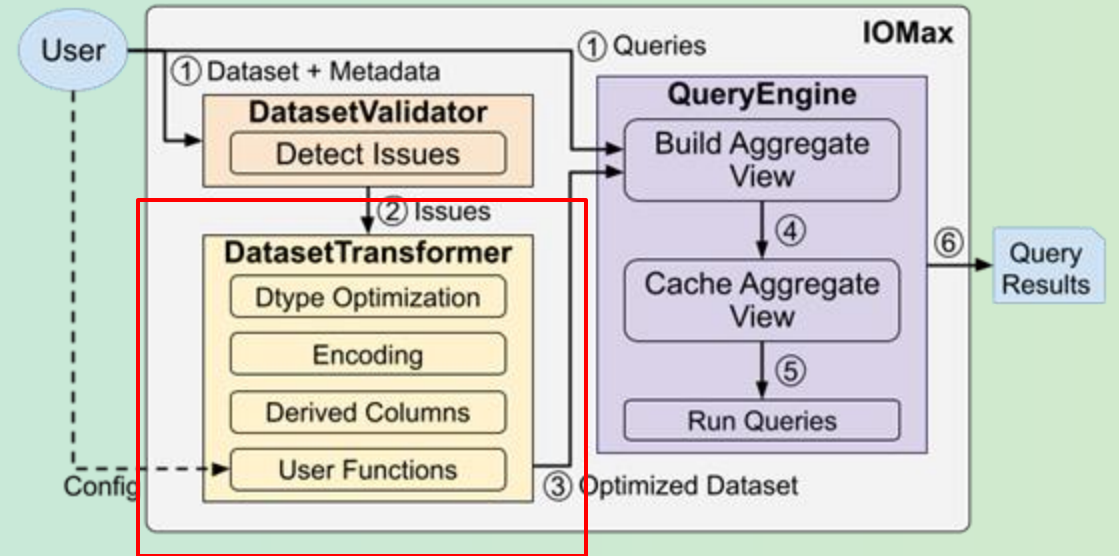 User
IOMax
① Queries
① Dataset + Metadata
DatasetValidator
Detect Issues
② Issues
DatasetTransformer
Dtype Optimization
Encoding
Derived Columns
User Functions
Config
③ Optimized Dataset
QueryEngine
Build Aggregate
View
④
Cache Aggregate
View
⑤
Run Queries
⑥
Query
Results